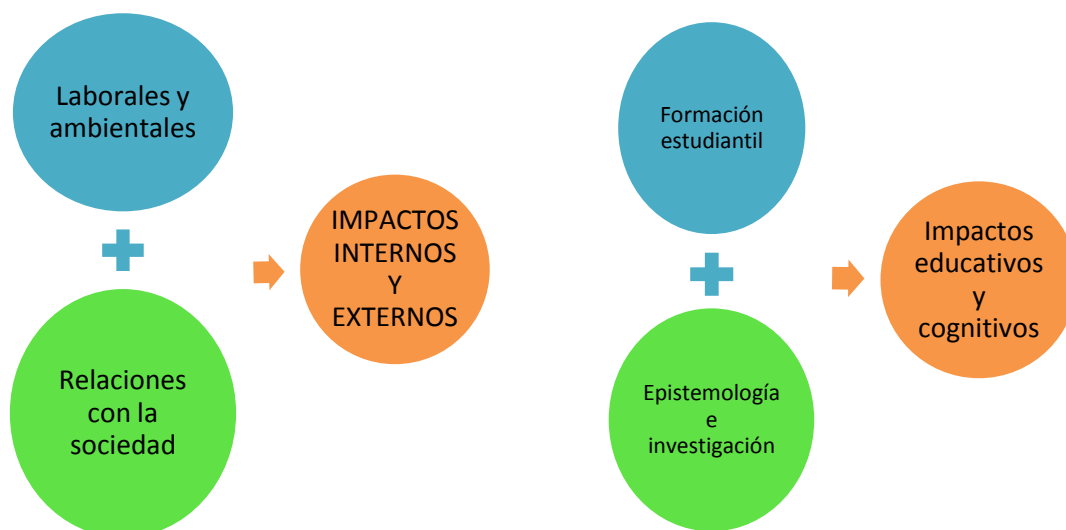 Laborales y
ambientales
Relaciones
con la
sociedad
IMPACTOS
INTERNOS
Y
EXTERNOS
Formación
estudiantil
Epistemología
e
investigación
Impactos
educativos
y
cognitivos